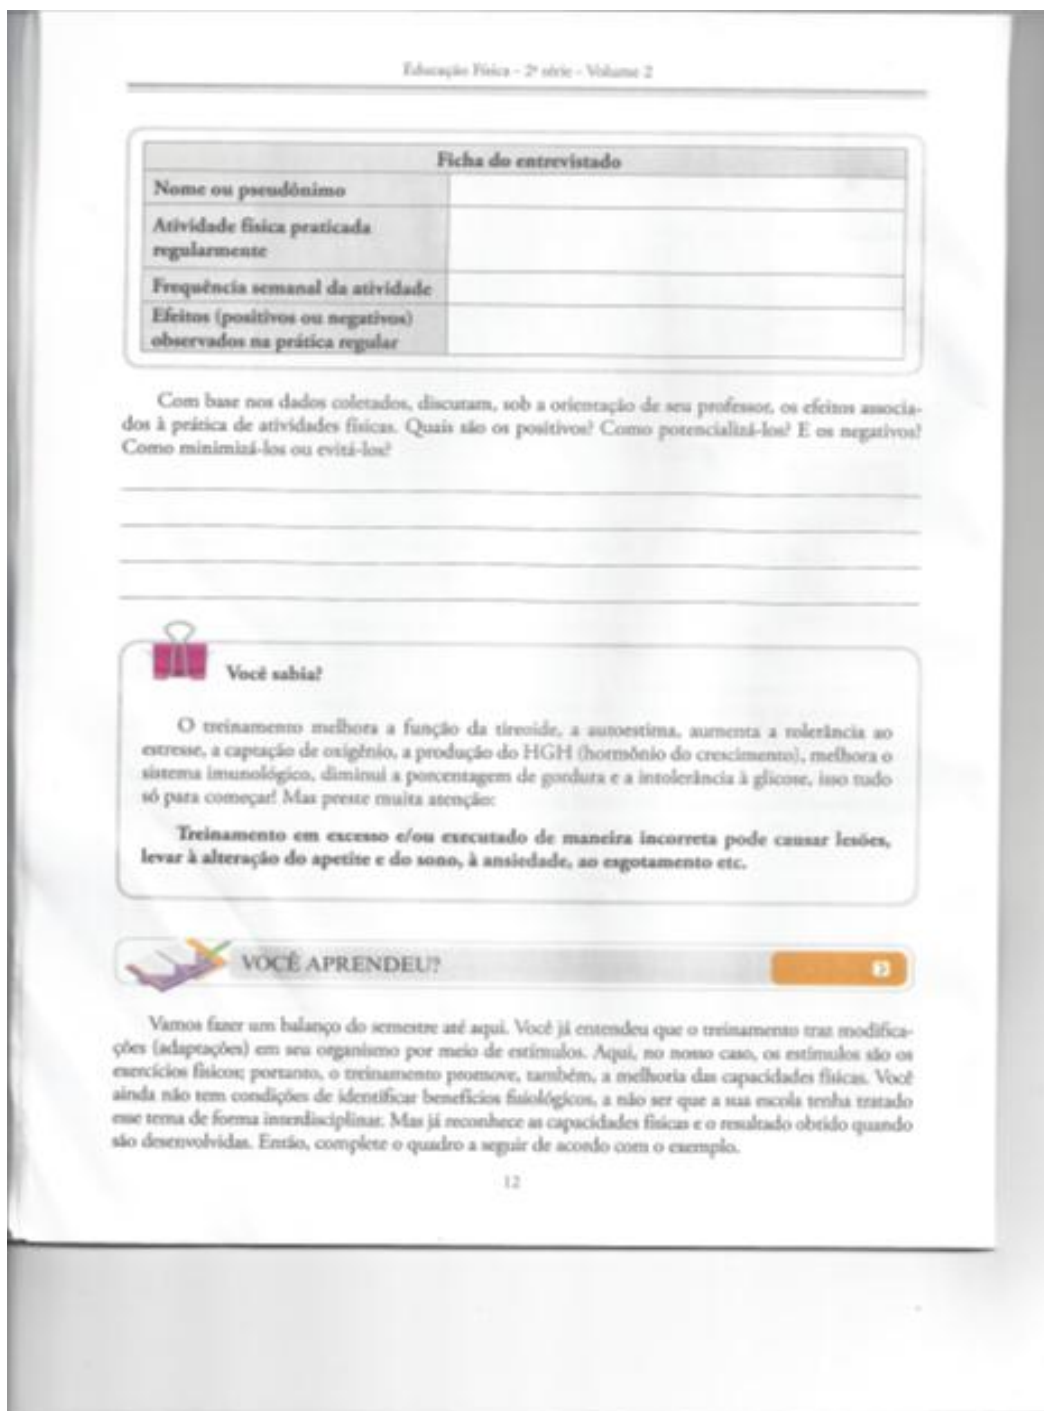 Educação Física - 2ª série - Volume 2
Ficha do entrevistado
Nome ou pseudônimo
Atividade física praticada
regularmente
Frequência semanal da atividade
Efeitos (positivos ou negativos)
observados na prática regular
Com base nos dados coletados, discutam, sob a orientação de seu professor, os efeitos associa-
dos à prática de atividades físicas. Quais são os positivos? Como potencializá-los? E os negativos?
Como minimizá-los ou evitá-los?
Você sabia?
O treinamento melhora a função da tireoide, a autoestima, aumenta a tolerância ao
estresse, a captação de oxigênio, a produção do HGH (hormônio do crescimento), melhora o
sistema imunológico, diminui a porcentagem de gordura e a intolerância à glicose, isso tudo
só para começar! Mas preste muita atenção:
Treinamento em excesso e/ou executado de maneira incorreta pode causar lesões,
levar à alteração do apetite e do sono, à ansiedade, ao esgotamento etc.
VOCÊ APRENDEU?
Vamos fazer um balanço do semestre até aqui. Você já entendeu que o treinamento traz modifica-
ções (adaptações) em seu organismo por meio de estímulos. Aqui, no nosso caso, os estímulos são os
exercícios físicos; portanto, o treinamento promove, também, a melhoria das capacidades físicas. Você
ainda não tem condições de identificar benefícios fisiológicos, a não ser que a sua escola tenha tratado
esse tema de forma interdisciplinar. Mas já reconhece as capacidades físicas e o resultado obtido quando
são desenvolvidas. Então, complete o quadro a seguir de acordo com o exemplo.
12